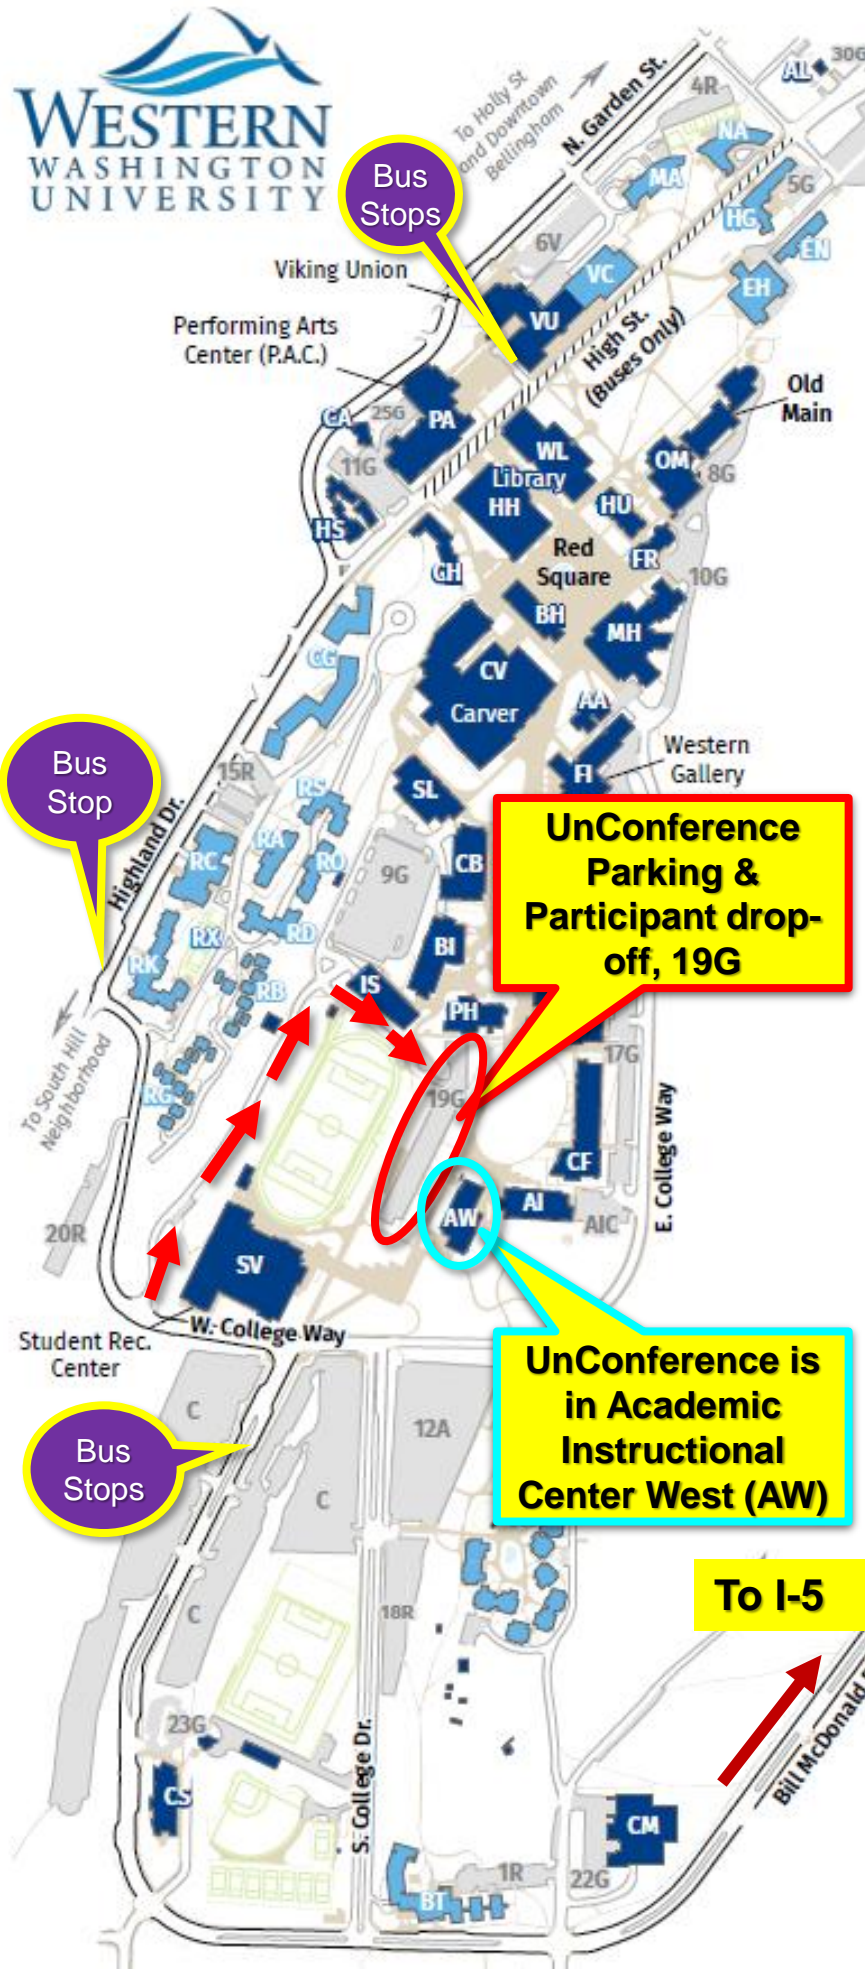 WESTERN
WASHINGTON
UNIVERSITY
To Holly St
and Downtown
Bellingham
N. Garden St.
4R
AL
30G
NA
MA
5G
HG
EN
EH
6V
VC
Bus
Stops
Viking Union
VU
High St.
(Buses Only)
Performing Arts
Center (P.A.C.)
Old
Main
CA
25G
PA
11G
WL
Library
HH
OM
8G
HS
HU
GH
Red
Square
FR
10G
BH
MH
CG
CV
Carver
AA
Western
Gallery
FI
Bus
Stop
15R
RS
SL
Highland Dr.
RC
RA
RO
9G
CB
UnConference
Parking &
Participant drop-
off, 19G
RX
RD
BI
RK
RB
IS
PH
To South Hill
Neighborhood
RG
19G
17G
E. College Way
CF
20R
AW
AI
AIC
SV
Student Rec.
Center
W. College Way
UnConference is
in Academic
Instructional
Center West (AW)
C
12A
Bus
Stops
C
C
18R
To I-5
23G
S. College Dr.
Bill McDonald
CS
CM
1R
22G
BT